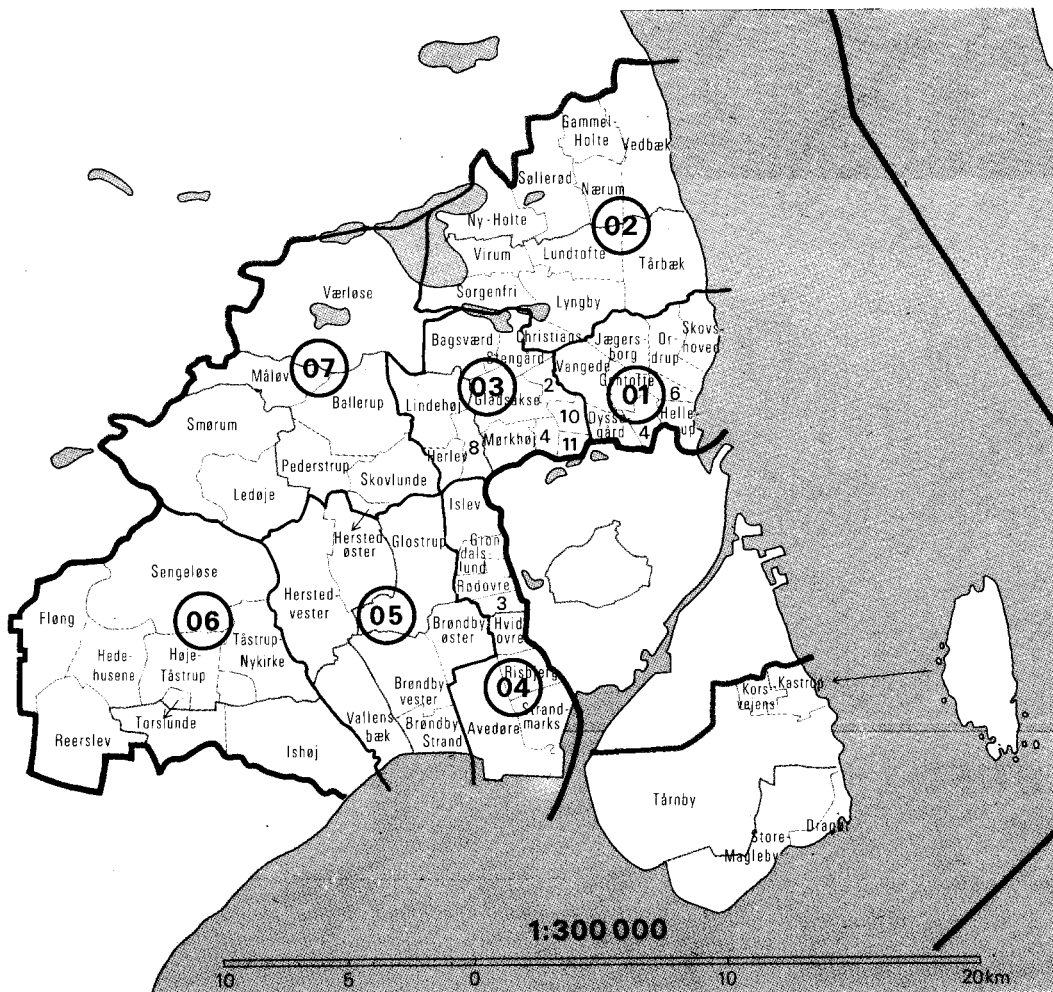 Gammel-
Holte
Vedbæk
Søllerød
Nærum
Ny-Holte
02
Virum
Lundtofte
Tårbæk
Sorgenfri
Lyngby
Værløse
Bagsværd
Christians
Stengård
Jægers-
borg
Or-
drup
Skovs-
hoved
Vangede
Gentofte
07
Måløv
Ballerup
Lindehøj
03
Gladsakse
2
01
6
Smørum
10
Dysse-
gård
4
Helle-
rud
Mørkhøj
4
11
Herlev
8
Pederstrup
Skovlunde
Ledøje
Islev
Hersted-
øster
Glostrup
Grøn
dals-
lund
Sengeløse
Rødovre
Hersted-
vester
3
Fløng
06
05
Brøndby-
øster
Hvid
ovre
Hede-
husene
Høje-
Tåstrup
Tåstrup-
Nykirke
Risbjerg
04
Brøndby-
vester
Strand-
marks
Kors-
vejens
Kastrup
Torslunde
Vallens-
bæk
Brøndby
Strand
Avedøre
Reerslev
Ishøj
Tårnby
Dragør
Store-
Magleby
1:300 000
10 5 0 10 20 km